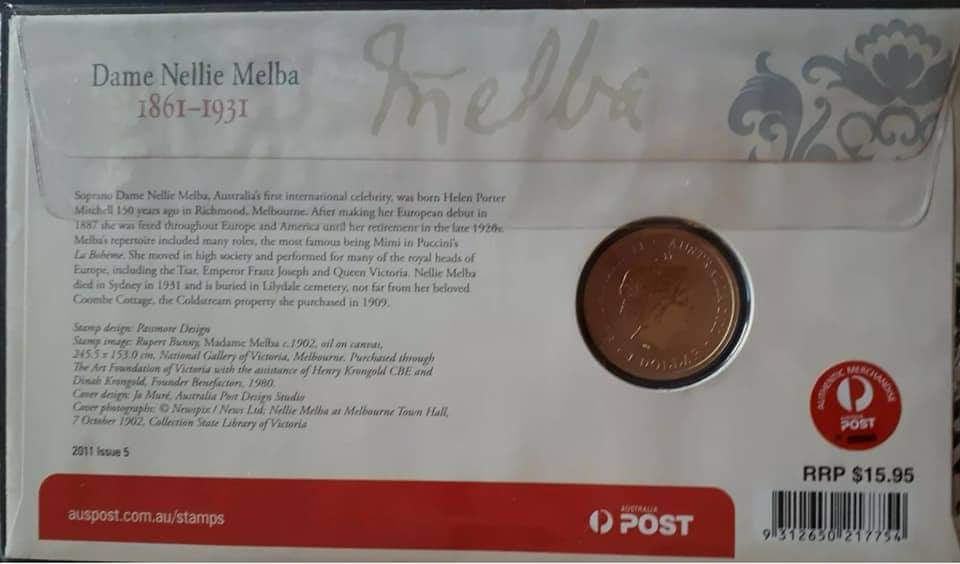 Dame Nellie Melba
1861–1931
Melba
Soprano Dame Nellie Melba, Australia's first international celebrity, was born Helen Porter
Mitchell 150 years ago in Richmond, Melbourne. After making her European debut in
1887 she was feted throughout Europe and America until her retirement in the late 1920s.
Melba's repertoire included many roles, the most famous being Mimi in Puccini's
La Bohème. She moved in high society and performed for many of the royal heads of
Europe, including the Tsar, Emperor Franz Joseph and Queen Victoria. Nellie Melba
died in Sydney in 1931 and is buried in Lilydale cemetery, not far from her beloved
Coombe Cottage, the Coldstream property she purchased in 1909.
Stamp design: Passmore Design
Stamp image: Rupert Bunny, Madame Melba c.1902, oil on canvas,
245.5 x 153.0 cm, National Gallery of Victoria, Melbourne. Purchased through
The Art Foundation of Victoria with the assistance of Henry Krongold CBE and
Dinah Krongold, Founder Benefactors, 1980.
Cover design: Jo Muré, Australia Post Design Studio
Cover photographs: © Newspix / News Ltd; Nellie Melba at Melbourne Town Hall,
7 October 1902, Collection State Library of Victoria
2011 issue 5
AUSTRALIA
DOLLAR
AUTHENTIC MERCHANDISE
AUSTRALIA
POST
RRP $15.95
9 312650 217754
auspost.com.au/stamps
AUSTRALIA
POST